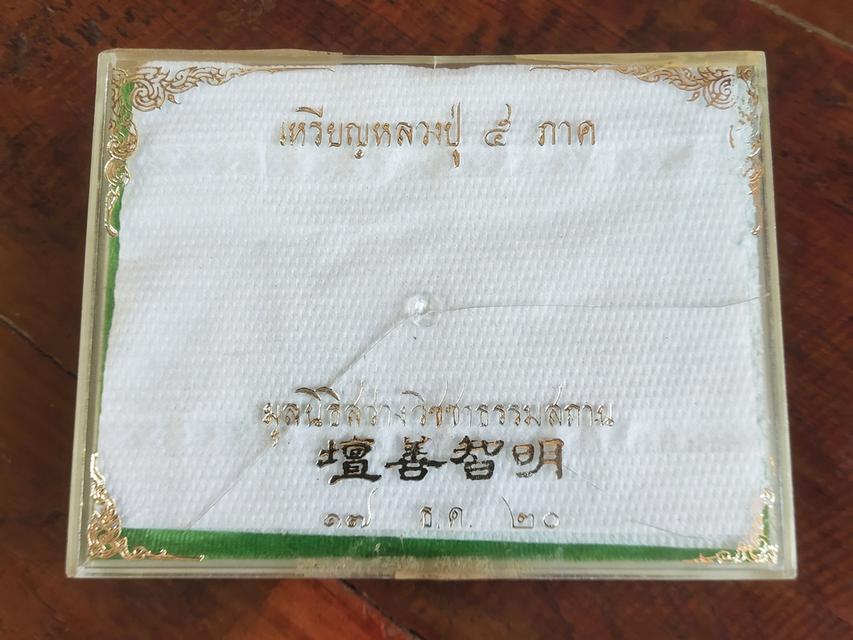 เหรียญหลวงปู่ ๕ ภาค
มูลนิธิสว่างวิชชาธรรมสถาน
壇善智明
๑๗ ธ.ค. ๒๐